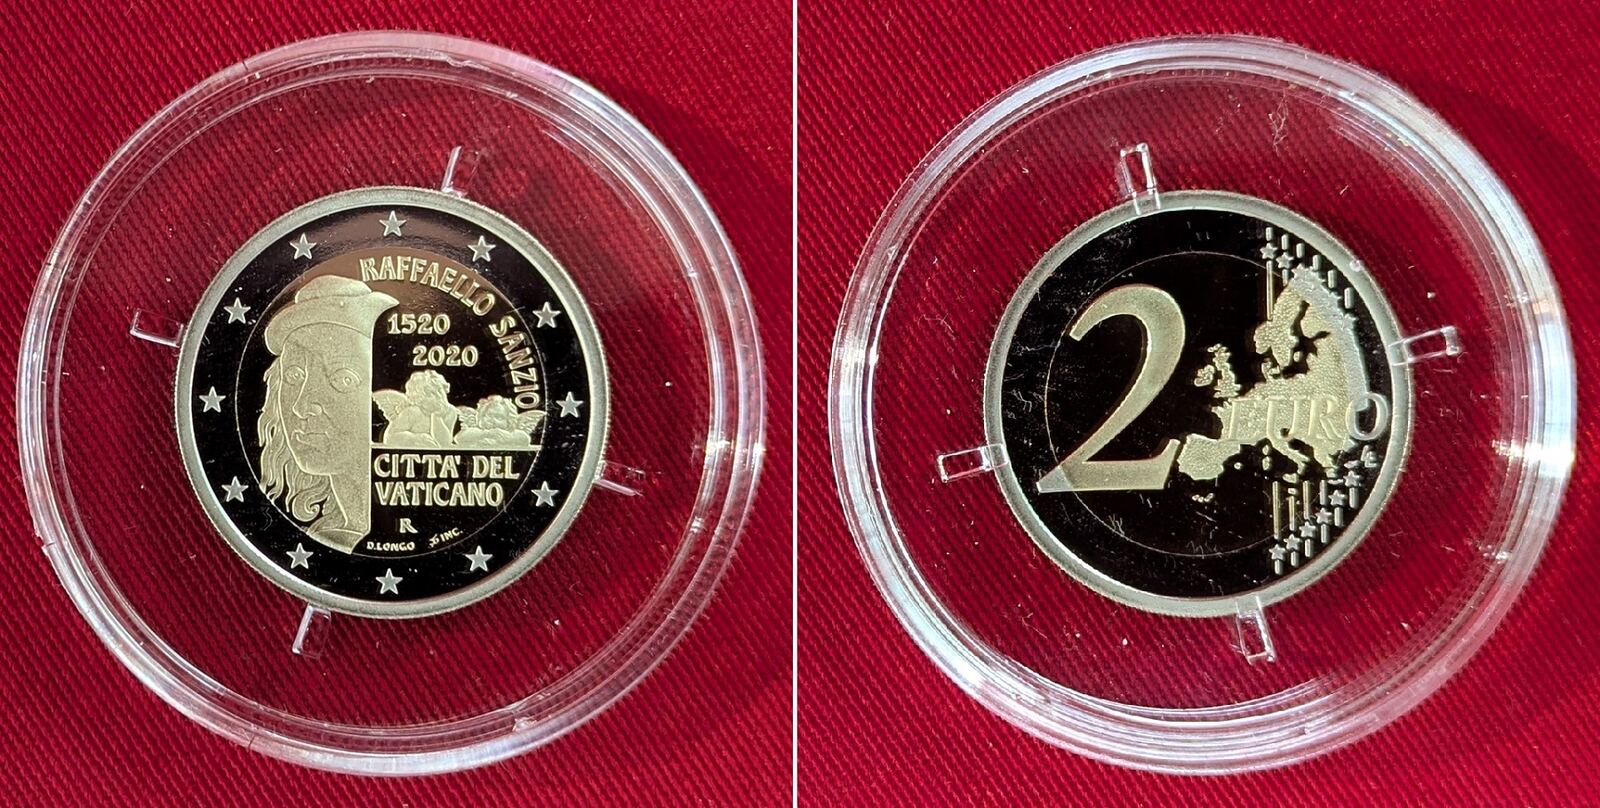 RAFFAELLO SANZIO
1520
2020
CITTA' DEL
VATICANO
R
D.LONGO INC.
2 EURO